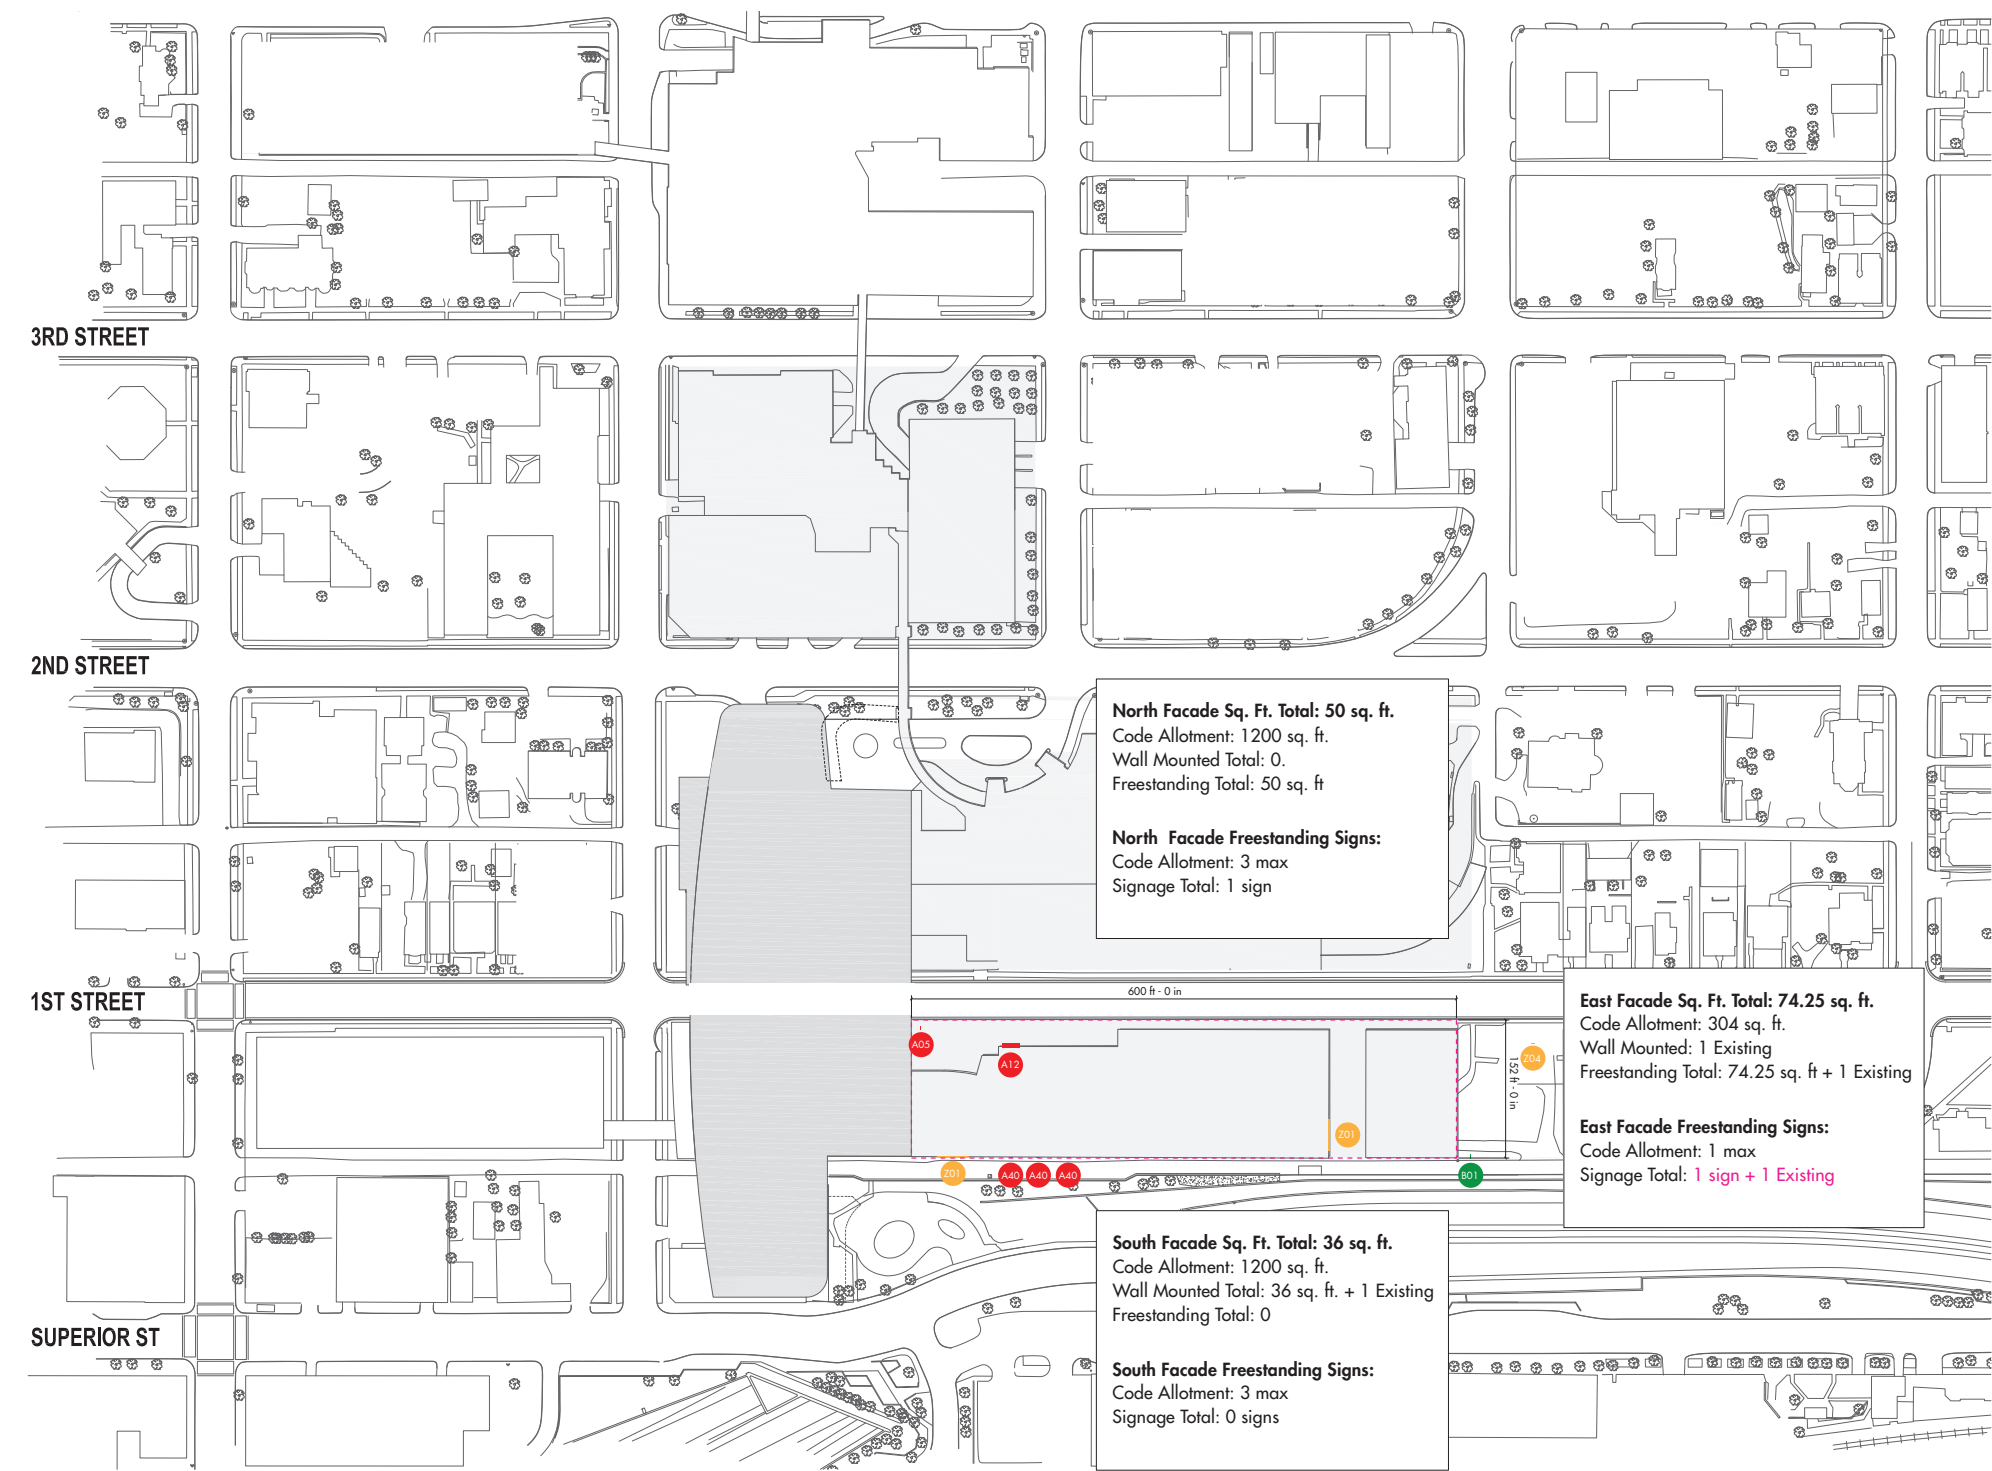 3RD STREET
2ND STREET
North Facade Sq. Ft. Total: 50 sq. ft.
Code Allotment: 1200 sq. ft.
Wall Mounted Total: 0.
Freestanding Total: 50 sq. ft
North Facade Freestanding Signs:
Code Allotment: 3 max
Signage Total: 1 sign
1ST STREET
600 ft - 0 in
East Facade Sq. Ft. Total: 74.25 sq. ft.
Code Allotment: 304 sq. ft.
Wall Mounted: 1 Existing
Freestanding Total: 74.25 sq. ft + 1 Existing
East Facade Freestanding Signs:
Code Allotment: 1 max
Signage Total: 1 sign + 1 Existing
A05
A12
Z04
152 ft - 0 in
Z01
Z01
A40
A40
A40
B01
South Facade Sq. Ft. Total: 36 sq. ft.
Code Allotment: 1200 sq. ft.
Wall Mounted Total: 36 sq. ft. + 1 Existing
Freestanding Total: 0
South Facade Freestanding Signs:
Code Allotment: 3 max
Signage Total: 0 signs
SUPERIOR ST